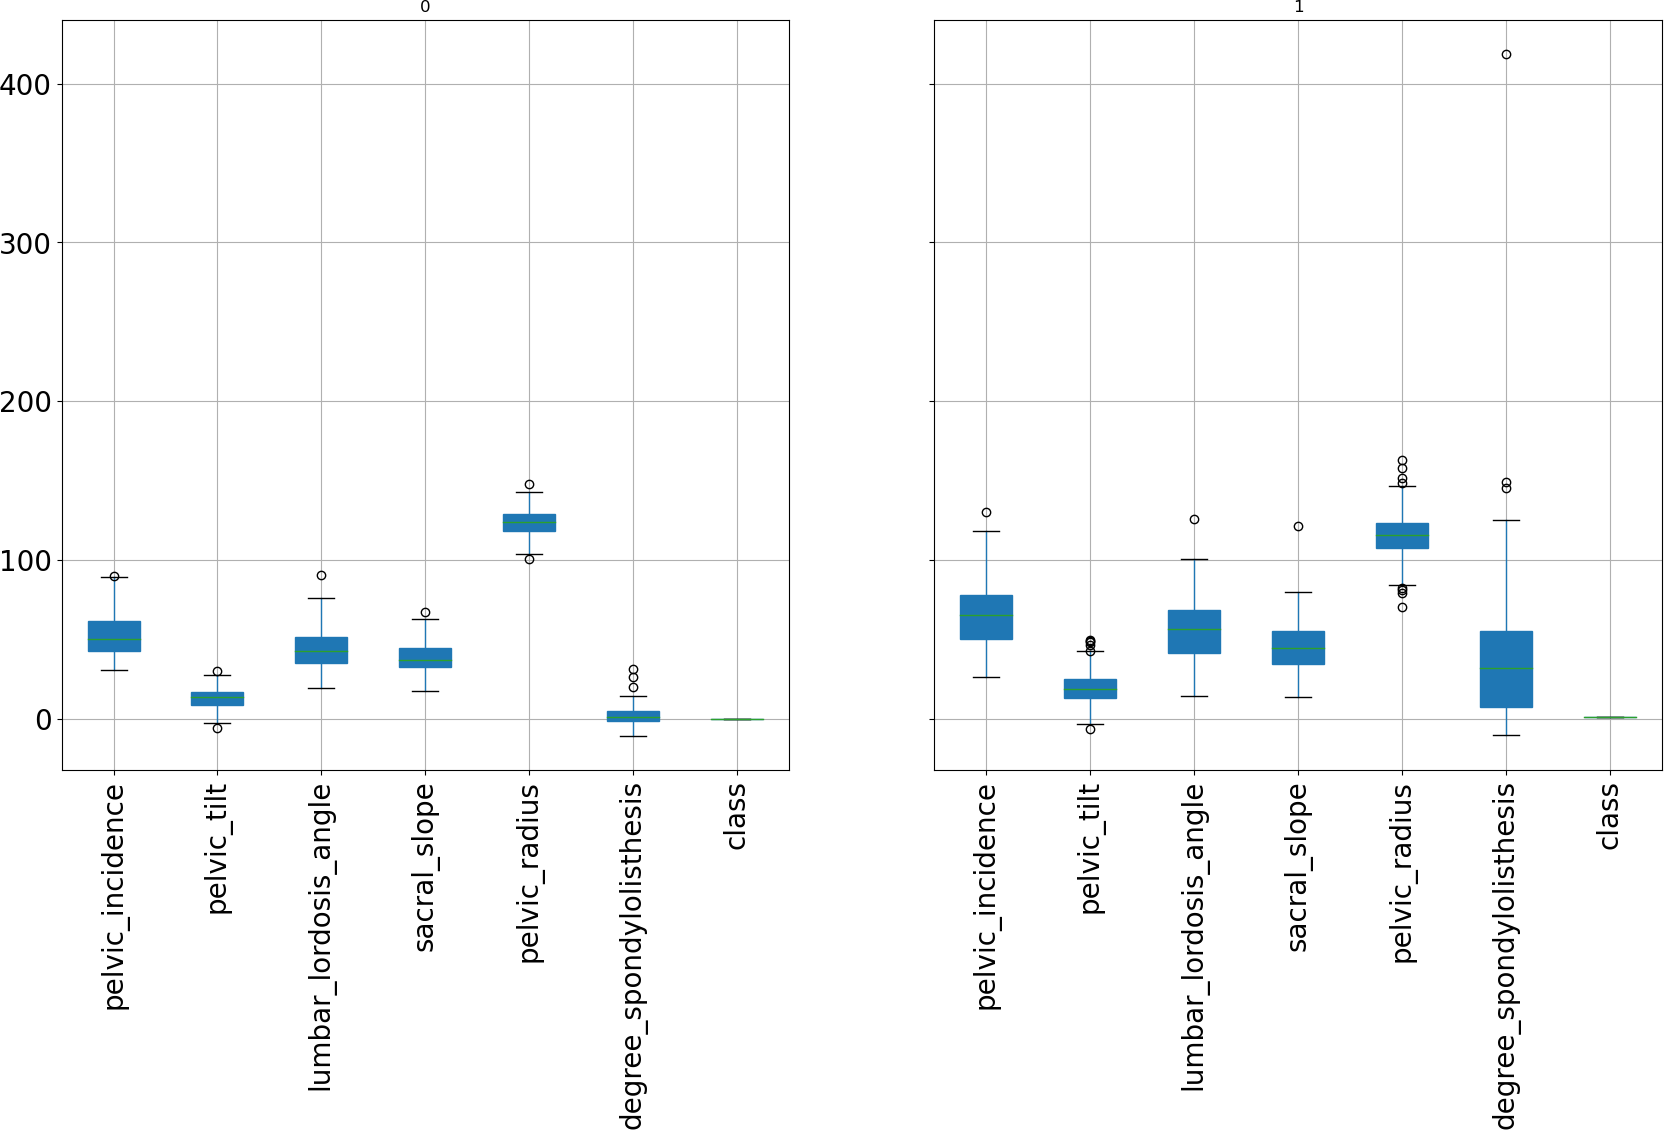 0
1
400
300
200
100
0
pelvic_incidence
pelvic_tilt
lumbar_lordosis_angle
sacral_slope
pelvic_radius
degree_spondylolisthesis
class
pelvic_incidence
pelvic_tilt
lumbar_lordosis_angle
sacral_slope
pelvic_radius
degree_spondylolisthesis
class